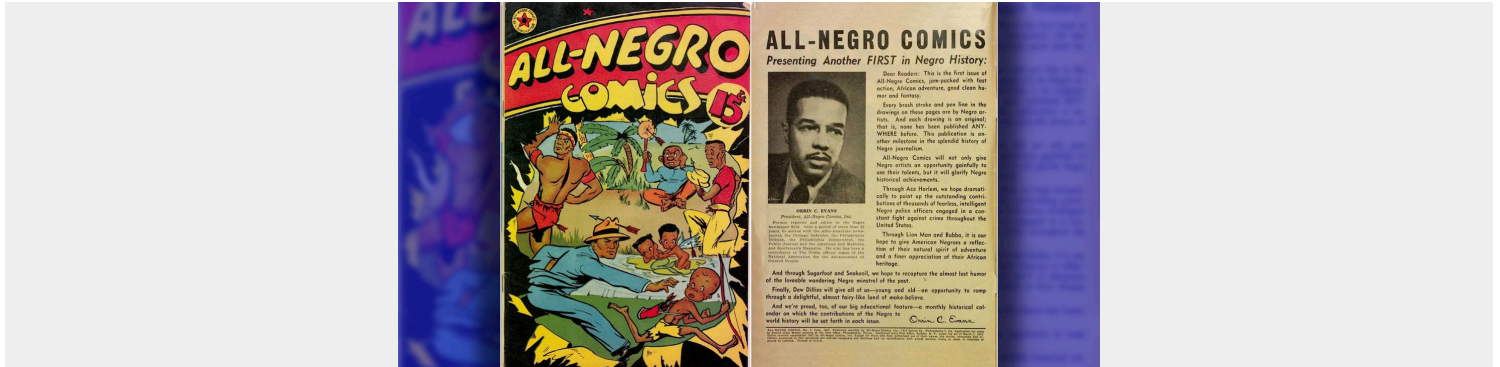 ALL-NEGRO
COMICS
15¢
ALL-NEGRO COMICS
Presenting Another FIRST in Negro History:
Dear Readers: This is the first issue of
All-Negro Comics, jam-packed with fast
action, African adventure, good clean hu-
mor and fantasy.
Every brush stroke and pen line in the
drawings on these pages are by Negro ar-
tists. And each drawing is an original;
that is, none has been published ANY-
WHERE before. This publication is an-
other milestone in the splendid history of
Negro journalism.
All-Negro Comics will not only give
Negro artists an opportunity gainfully to
use their talents, but it will glorify Negro
historical achievements.
Through Ace Harlem, we hope dramati-
cally to point up the outstanding contri-
butions of thousands of fearless, intelligent
Negro police officers engaged in a con-
stant fight against crime throughout the
United States.
Through Lion Man and Bubba, it is our
hope to give American Negroes a reflec-
tion of their natural spirit of adventure
and a finer appreciation of their African
heritage.
ORRIN C. EVANS
President, All-Negro Comics, Inc.
And through Sugarfoot and Snakeoil, we hope to recapture the almost lost humor
of the loveable wandering Negro minstrel of the past.
Finally, Dew Dillies will give all of us—young and old—an opportunity to romp
through a delightful, almost fairy-like land of make-believe.
And we're proud, too, of our big educational feature—a monthly historical cal-
endar on which the contributions of the Negro to
world history will be set forth in each issue.
Orrin C. Evans